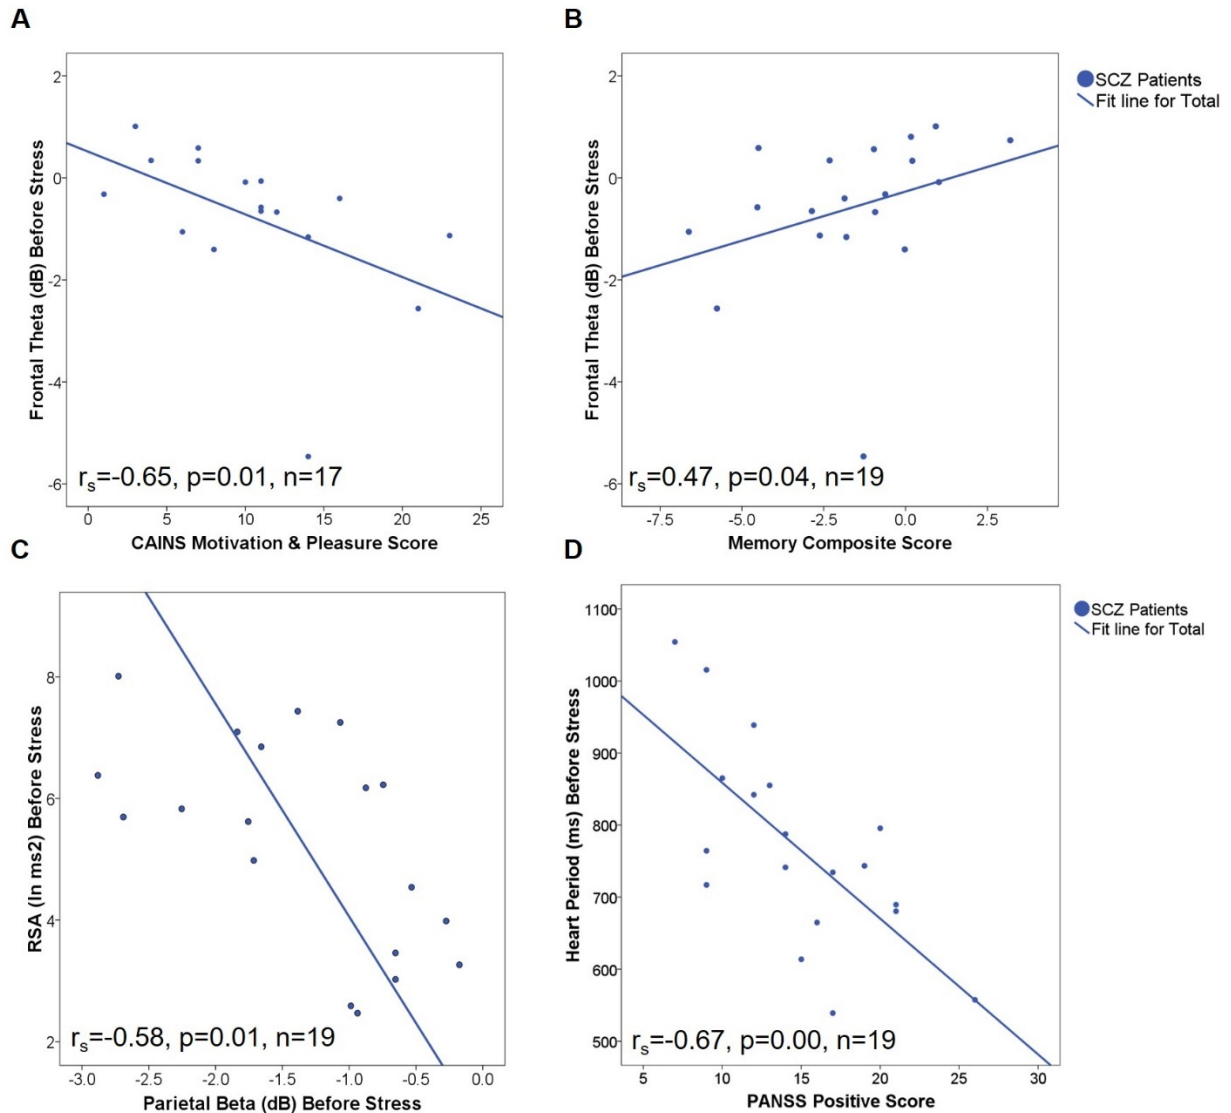 A
Frontal Theta (dB) Before Stress
2
0
-2
-4
-6
r_s=-0.65, p=0.01, n=17
0 5 10 15 20 25
CAINS Motivation & Pleasure Score
B
Frontal Theta (dB) Before Stress
2
0
-2
-4
-6
r_s=0.47, p=0.04, n=19
-7.5 -5.0 -2.5 0.0 2.5
Memory Composite Score
SCZ Patients
Fit line for Total
C
RSA (ln ms2) Before Stress
8
6
4
2
r_s=-0.58, p=0.01, n=19
-3.0 -2.5 -2.0 -1.5 -1.0 -0.5 0.0
Parietal Beta (dB) Before Stress
D
Heart Period (ms) Before Stress
1100
1000
900
800
700
600
500
r_s=-0.67, p=0.00, n=19
5 10 15 20 25 30
PANSS Positive Score
SCZ Patients
Fit line for Total